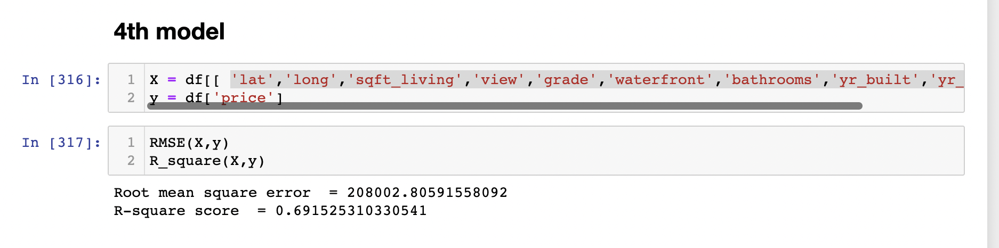 4th model
In [316]:
1 X = df[[ 'lat','long','sqft_living','view','grade','waterfront','bathrooms','yr_built','yr_
2 y = df['price']
In [317]:
1 RMSE(X,y)
2 R_square(X,y)
Root mean square error  = 208002.80591558092
R-square score  = 0.691525310330541